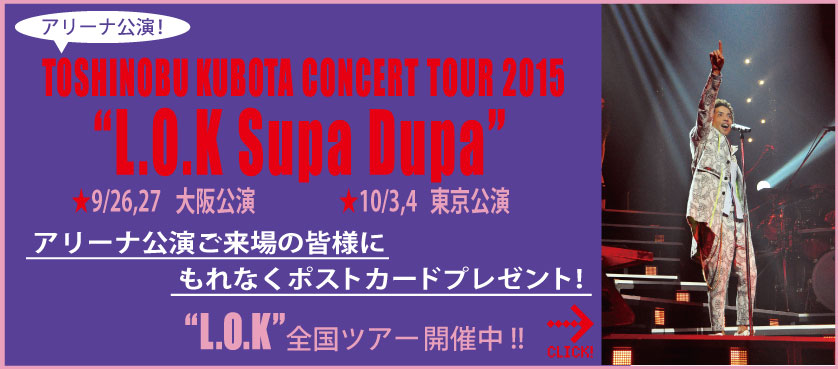 アリーナ公演！
TOSHINOBU KUBOTA CONCERT TOUR 2015
“L.O.K Supa Dupa”
★9/26,27 大阪公演 ★10/3,4 東京公演
アリーナ公演ご来場の皆様に
もれなくポストカードプレゼント！
“L.O.K”全国ツアー開催中!!
CLICK!